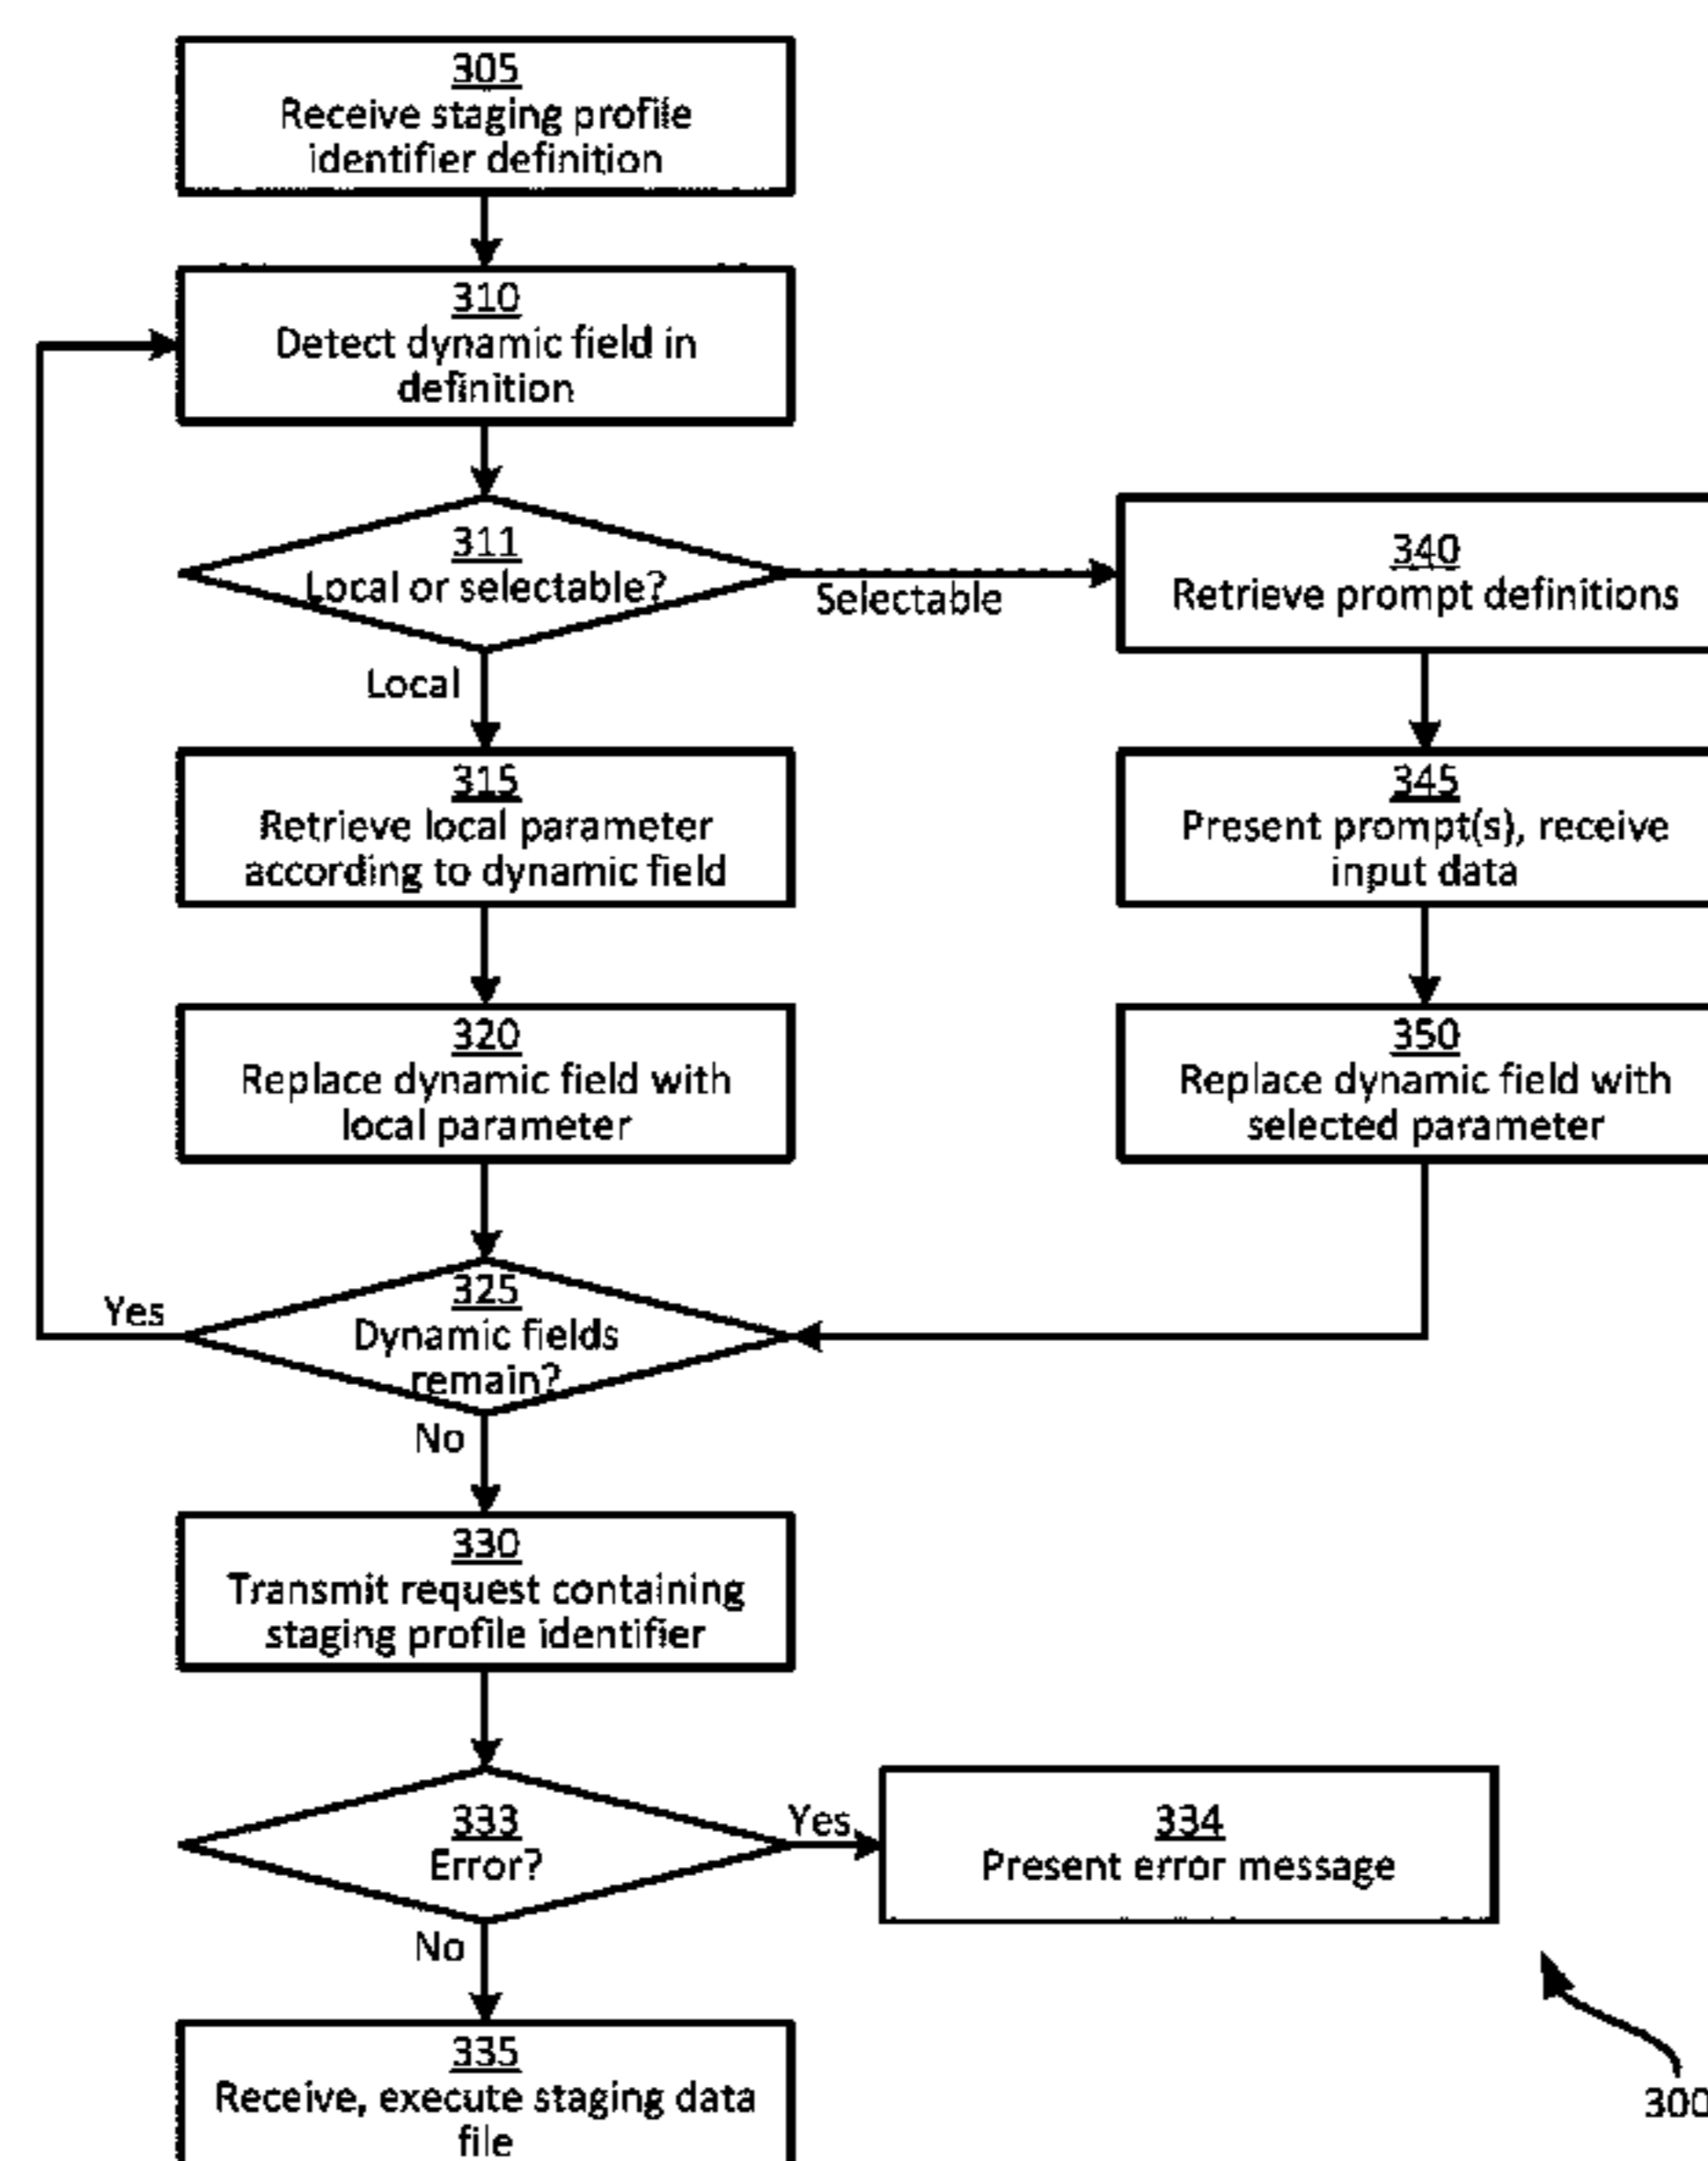 305
Receive staging profile
identifier definition
310
Detect dynamic field in
definition
311
Local or selectable?
Selectable
Local
340
Retrieve prompt definitions
315
Retrieve local parameter
according to dynamic field
345
Present prompt(s), receive
input data
320
Replace dynamic field with
local parameter
350
Replace dynamic field with
selected parameter
325
Dynamic fields
remain?
Yes
No
330
Transmit request containing
staging profile identifier
333
Error?
Yes
334
Present error message
No
335
Receive, execute staging data
file
300